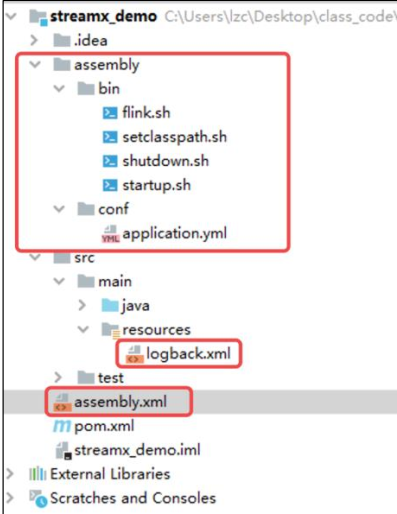 streamx_demo C:\Users\lzc\Desktop\class_code\
.idea
assembly
bin
flink.sh
setclasspath.sh
shutdown.sh
startup.sh
conf
YML application.yml
src
main
java
resources
logback.xml
test
assembly.xml
m pom.xml
streamx_demo.iml
External Libraries
Scratches and Consoles